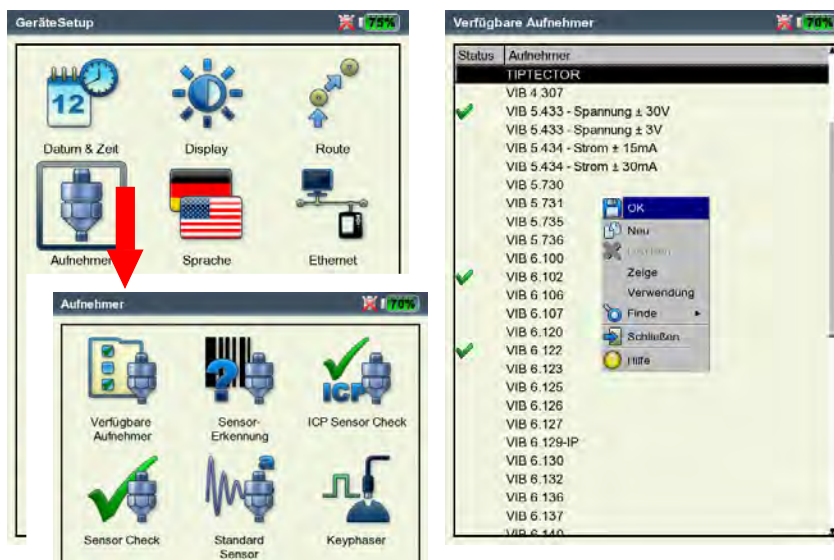 GeräteSetup
75%
12
Datum & Zeit
Display
Route
Aufnehmer
Sprache
Ethernet
Aufnehmer
70%
ICP
Verfügbare
Aufnehmer
Sensor-
Erkennung
ICP Sensor Check
Sensor Check
Standard
Sensor
Keyphaser
Verfügbare Aufnehmer
70%
Status Aufnehmer
TIPTECTOR
VIB 4.307
VIB 5.433 - Spannung ± 30V
VIB 5.433 - Spannung ± 3V
VIB 5.434 - Strom ± 15mA
VIB 5.434 - Strom ± 30mA
VIB 5.730
VIB 5.731
VIB 5.735
VIB 5.736
VIB 6.100
VIB 6.102
VIB 6.106
VIB 6.107
VIB 6.120
VIB 6.122
VIB 6.123
VIB 6.125
VIB 6.126
VIB 6.127
VIB 6.129-IP
VIB 6.130
VIB 6.132
VIB 6.136
VIB 6.137
VIB 6.140
OK
Neu
Löschen
Zeige
Verwendung
Finde
Schließen
Hilfe